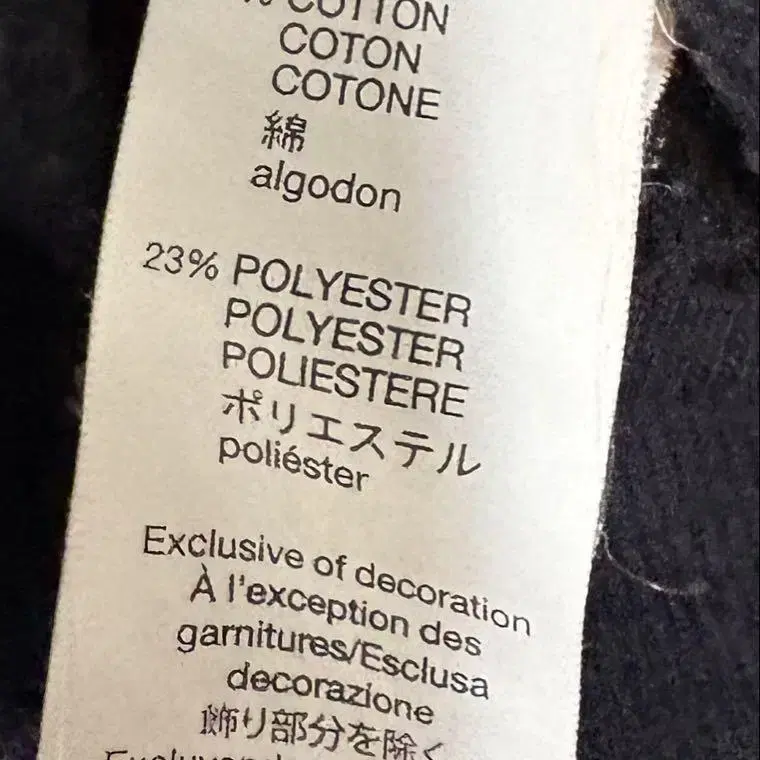 % COTTON
COTON
COTONE
綿
algodon
23% POLYESTER
POLYESTER
POLIESTERE
ポリエステル
poliéster
Exclusive of decoration
À l'exception des
garnitures/Esclusa
decorazione
飾り部分を除く